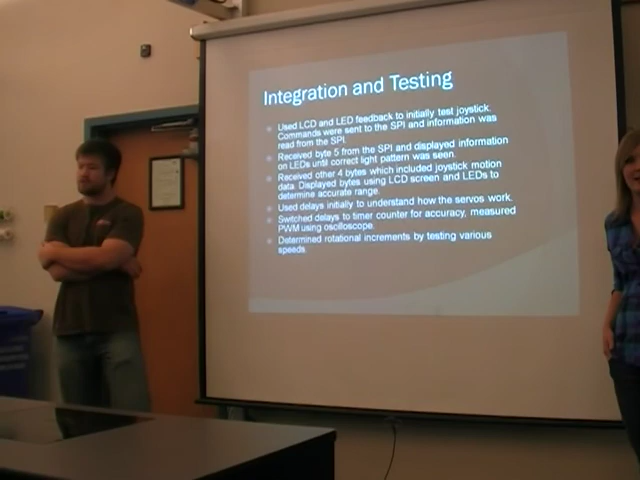 Integration and Testing
Used LCD and LED feedback to initially test joystick.
Commands were sent to the SPI and information was
read from the SPI.
Received byte 5 from the SPI and displayed information
on LEDs until correct light pattern was seen.
Received other 4 bytes which included joystick motion
data. Displayed bytes using LCD screen and LEDs to
determine accurate range.
Used delays initially to understand how the servos work.
Switched delays to timer counter for accuracy, measured
PWM using oscilloscope.
Determined rotational increments by testing various
speeds